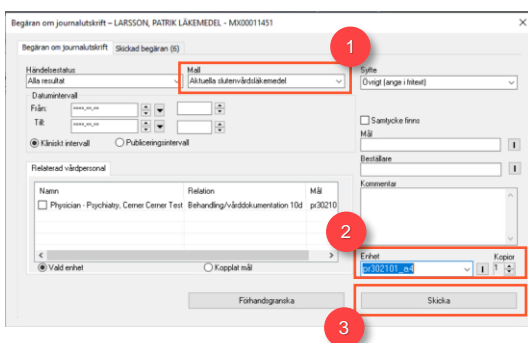 Begäran om journalutskrift – LARSSON, PATRIK LÄKEMEDEL - MX00011451
Begäran om journalutskrift Skickad begäran (6)
1
Händelsestatus Mall Syfte
Alla resultat Aktuella slutenvårdsläkemedel Övrigt (ange i fritext)
Datumintervall
Från: ****-**-**
Till: ****-**-**
Kliniskt intervall Publiceringsintervall
Samtycke finns
Mål
Beställare
Kommentar
Relaterad vårdpersonal
Namn Relation Mål
Physician - Psychiatry, Cerner Cerner Test Behandling/vårddokumentation 10d pr30210
Vald enhet Kopplat mål
2
Enhet Kopior
pr302101_a4 1
Förhandsgranska Skicka
3